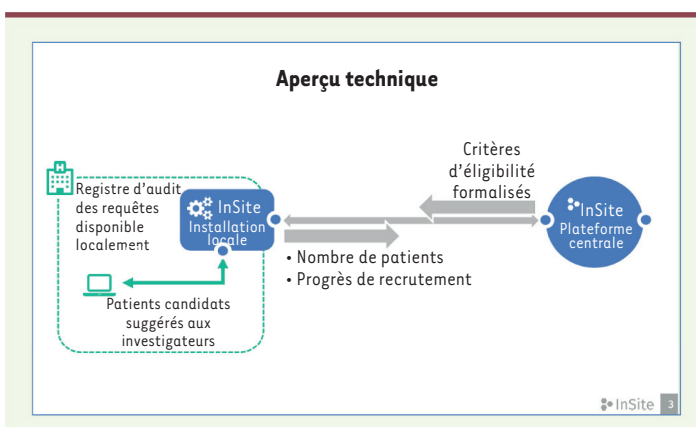 Aperçu technique
H
Registre d'audit
des requêtes
disponible
localement
InSite
Installation
locale
Patients candidats
suggérés aux
investigateurs
Critères
d'éligibilité
formalisés
• Nombre de patients
• Progrès de recrutement
InSite
Plateforme
centrale
InSite 3